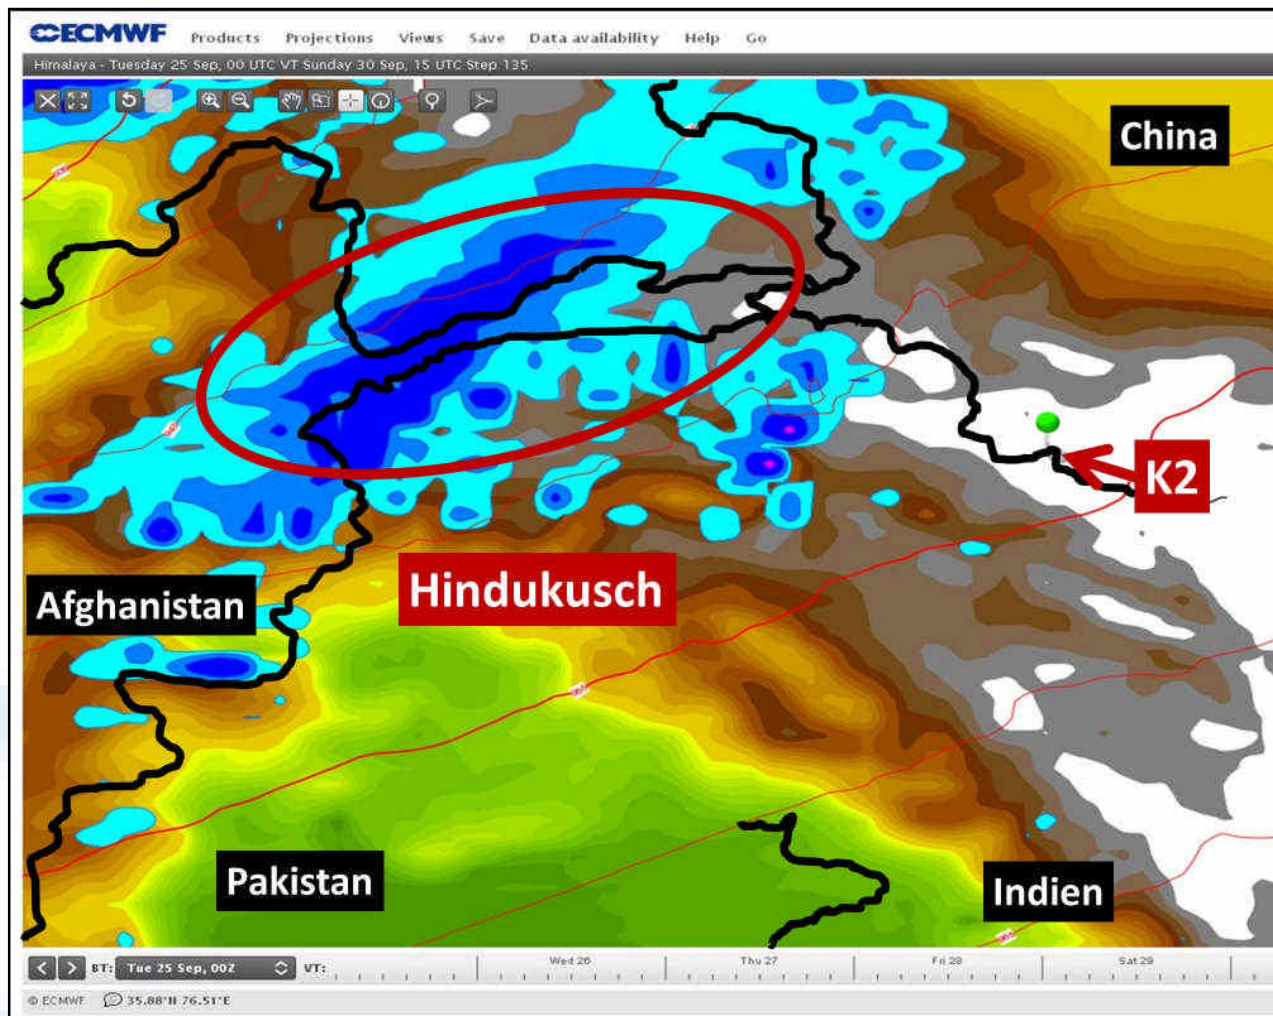 ECMWF
Products Projections Views Save Data availability Help Go
Himalaya - Tuesday 25 Sep, 00 UTC VT Sunday 30 Sep, 15 UTC Step 135
China
K2
Hindukusch
Afghanistan
Pakistan
Indien
BT: Tue 25 Sep, 00Z VT:
Wed 26 Thu 27 Fri 28 Sat 29
© ECMWF 35.88°N 76.51°E